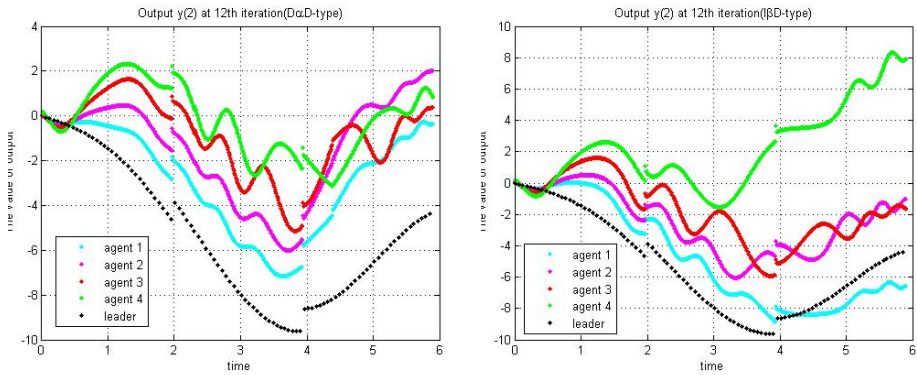 Output y(2) at 12th iteration(DαD-type)
4
2
0
-2
-4
-6
-8
-10
value of output
agent 1
agent 2
agent 3
agent 4
leader
0 1 2 3 4 5 6
time
Output y(2) at 12th iteration(IβD-type)
10
8
6
4
2
0
-2
-4
-6
-8
-10
value of output
agent 1
agent 2
agent 3
agent 4
leader
0 1 2 3 4 5 6
time